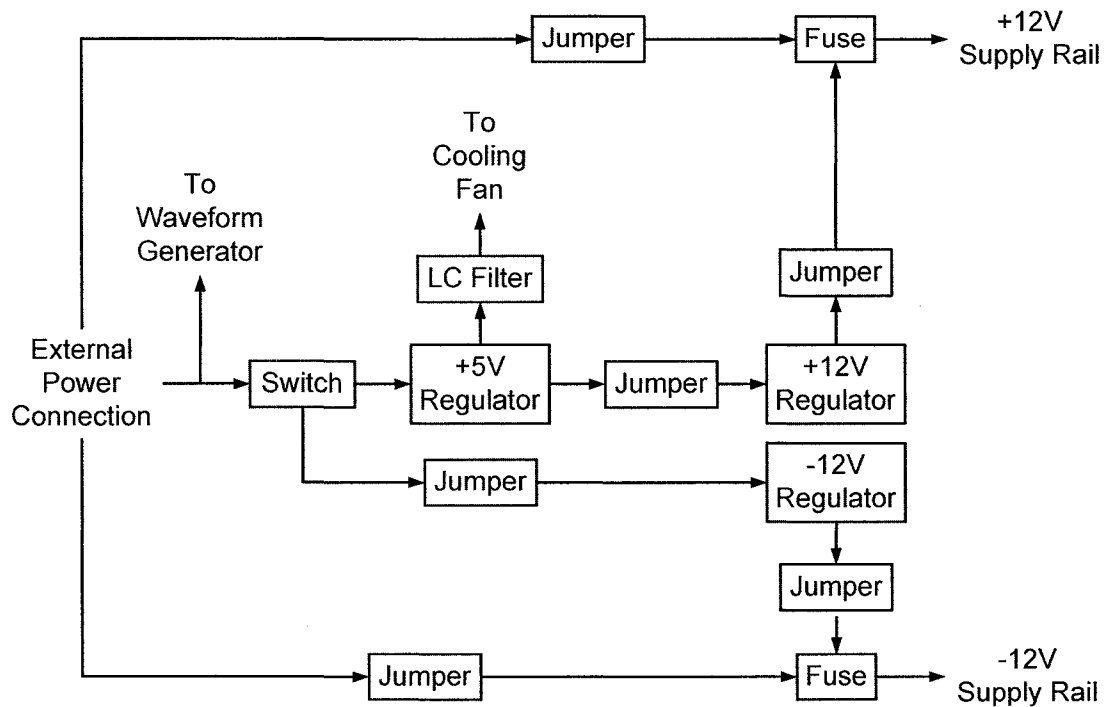 Jumper
Fuse
+12V
Supply Rail
To
Cooling
Fan
To
Waveform
Generator
LC Filter
Jumper
External
Power
Connection
Switch
+5V
Regulator
Jumper
+12V
Regulator
Jumper
-12V
Regulator
Jumper
Jumper
Fuse
-12V
Supply Rail